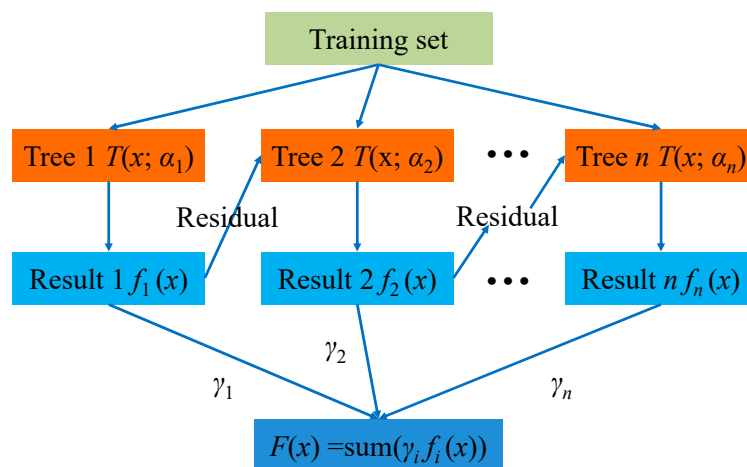 Training set
Tree 1 T(x; α₁)
Tree 2 T(x; α₂)
•••
Tree n T(x; αₙ)
Residual
Residual
Result 1 f₁(x)
Result 2 f₂(x)
•••
Result n fₙ(x)
γ₁
γ₂
γₙ
F(x) =sum(γᵢ fᵢ(x))